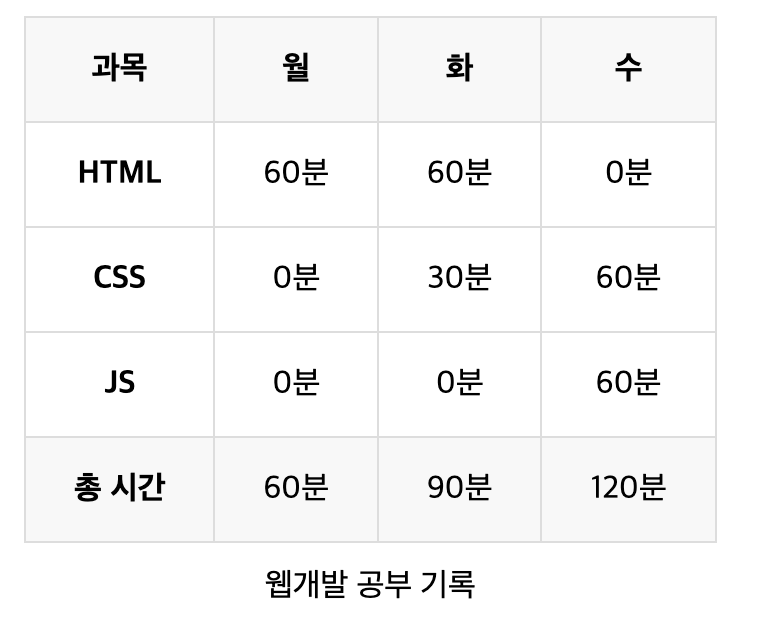 과목 월 화 수
HTML 60분 60분 0분
CSS 0분 30분 60분
JS 0분 0분 60분
총 시간 60분 90분 120분
웹개발 공부 기록